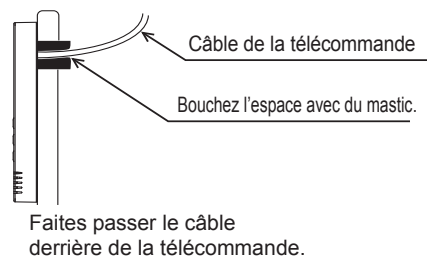 Câble de la télécommande
Bouchez l'espace avec du mastic.
Faites passer le câble
derrière de la télécommande.